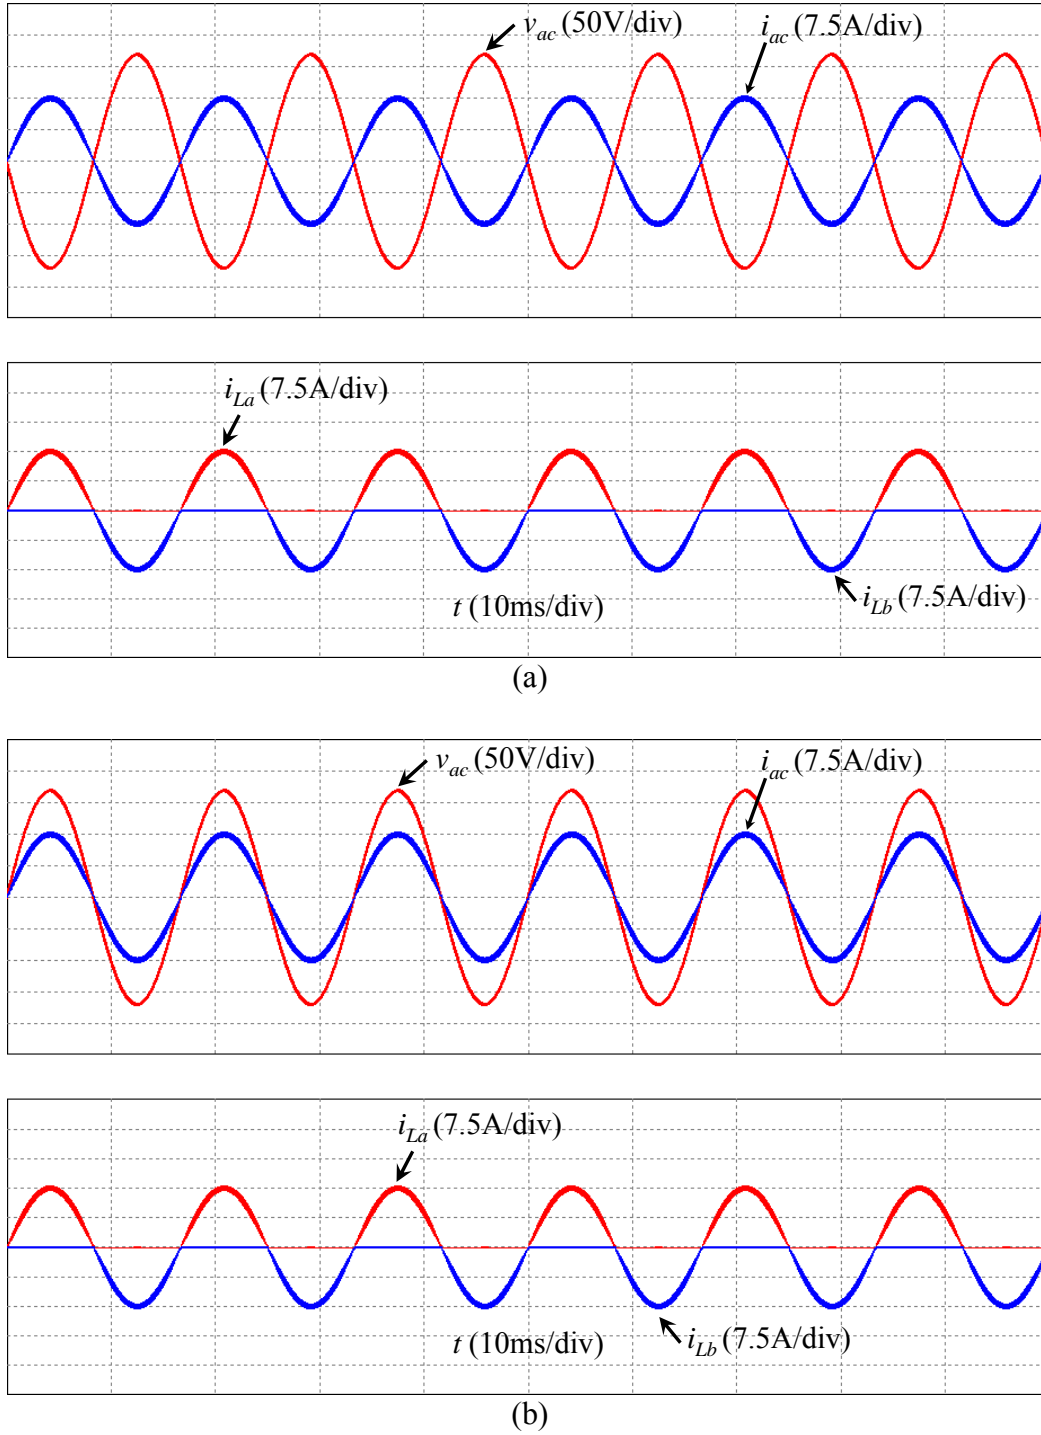 v_ac (50V/div) i_ac (7.5A/div)
i_La (7.5A/div)
t (10ms/div) i_Lb (7.5A/div)
(a)
v_ac (50V/div) i_ac (7.5A/div)
i_La (7.5A/div)
t (10ms/div) i_Lb (7.5A/div)
(b)